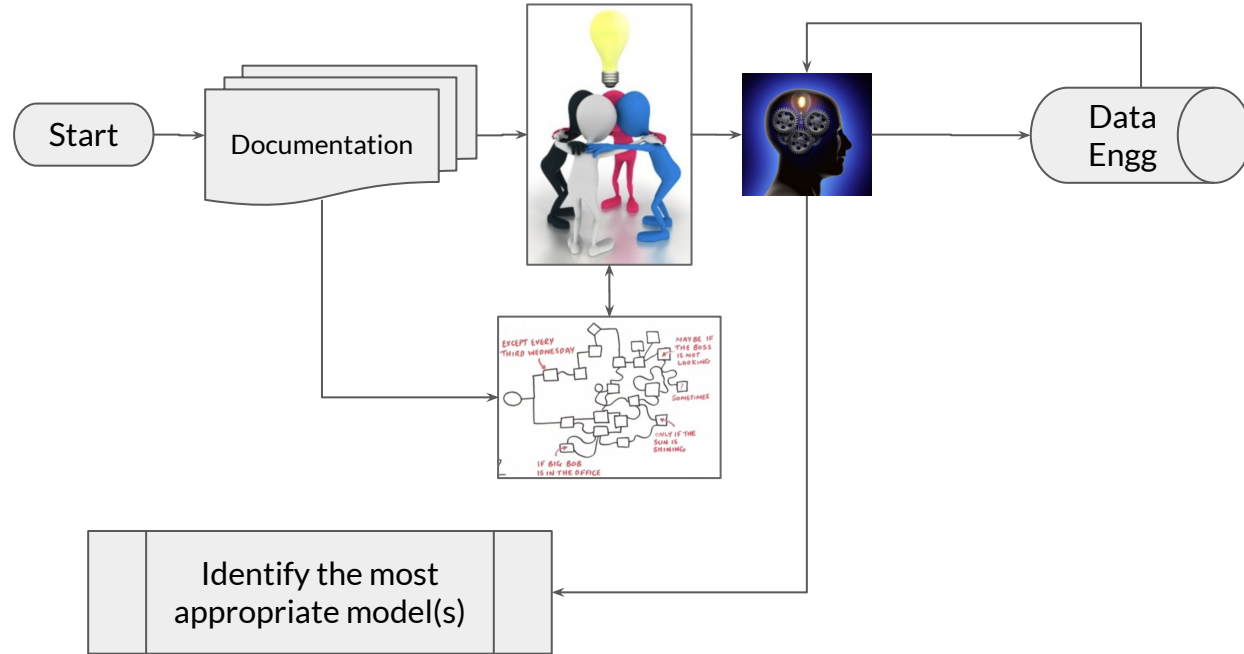 Start
Documentation
Data
Engg
EXCEPT EVERY
THIRD WEDNESDAY
MAYBE IF
THE BOSS
IS NOT
LOOKING
?
SOMETIMES
ONLY IF THE
SUN IS
SHINING
IF BIG BOB
IS IN THE OFFICE
Identify the most
appropriate model(s)